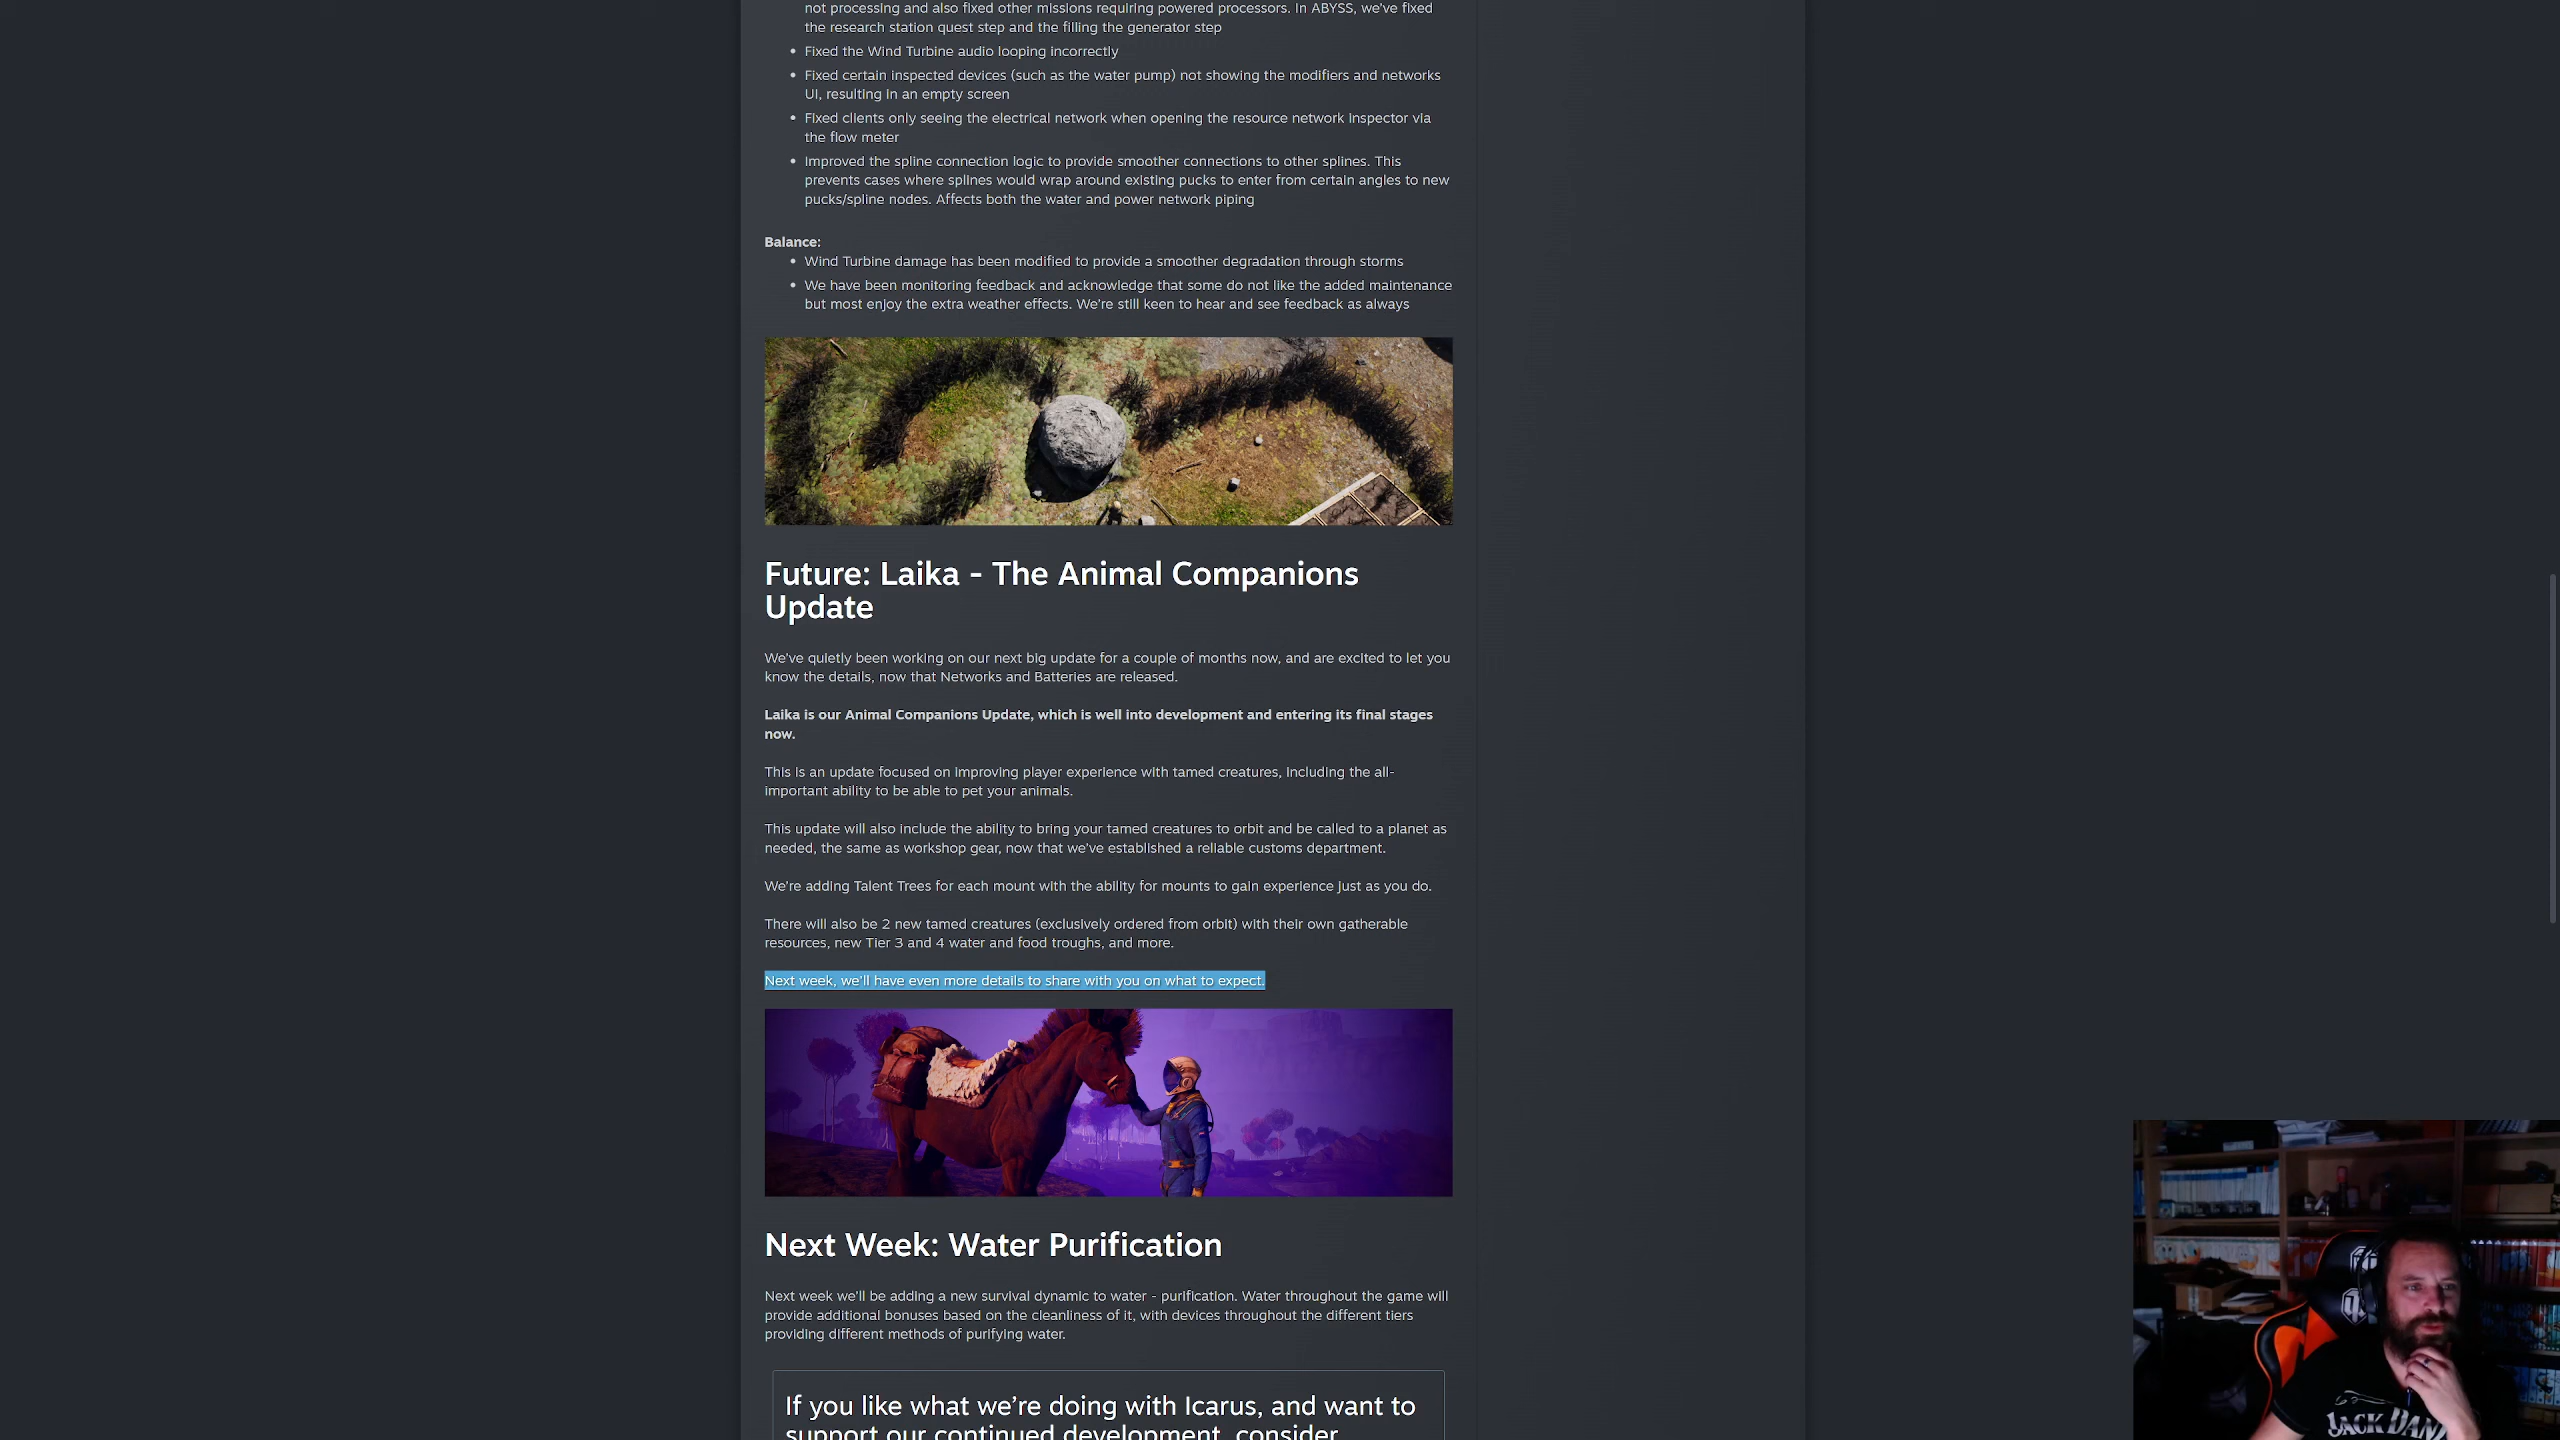 not processing and also fixed other missions requiring powered processors. In ABYSS, we've fixed
the research station quest step and the filling the generator step
• Fixed the Wind Turbine audio looping incorrectly
• Fixed certain inspected devices (such as the water pump) not showing the modifiers and networks
UI, resulting in an empty screen
• Fixed clients only seeing the electrical network when opening the resource network inspector via
the flow meter
• Improved the spline connection logic to provide smoother connections to other splines. This
prevents cases where splines would wrap around existing pucks to enter from certain angles to new
pucks/spline nodes. Affects both the water and power network piping
Balance:
• Wind Turbine damage has been modified to provide a smoother degradation through storms
• We have been monitoring feedback and acknowledge that some do not like the added maintenance
but most enjoy the extra weather effects. We're still keen to hear and see feedback as always
Future: Laika - The Animal Companions
Update
We've quietly been working on our next big update for a couple of months now, and are excited to let you
know the details, now that Networks and Batteries are released.
Laika is our Animal Companions Update, which is well into development and entering its final stages
now.
This is an update focused on improving player experience with tamed creatures, including the all-
important ability to be able to pet your animals.
This update will also include the ability to bring your tamed creatures to orbit and be called to a planet as
needed, the same as workshop gear, now that we've established a reliable customs department.
We're adding Talent Trees for each mount with the ability for mounts to gain experience just as you do.
There will also be 2 new tamed creatures (exclusively ordered from orbit) with their own gatherable
resources, new Tier 3 and 4 water and food troughs, and more.
Next week, we'll have even more details to share with you on what to expect.
Next Week: Water Purification
Next week we'll be adding a new survival dynamic to water - purification. Water throughout the game will
provide additional bonuses based on the cleanliness of it, with devices throughout the different tiers
providing different methods of purifying water.
If you like what we're doing with Icarus, and want to
support our continued development, consider
JACK DAN